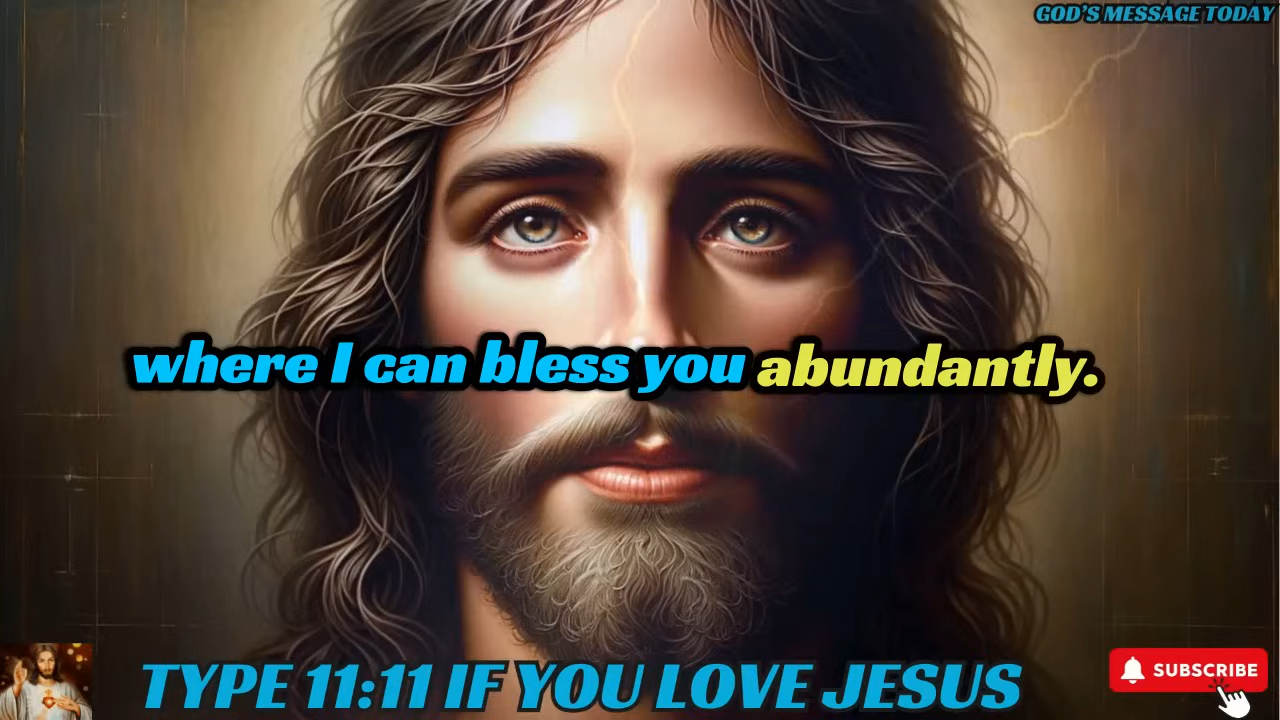 GOD'S MESSAGE TODAY
where I can bless you abundantly.
TYPE 11:11 IF YOU LOVE JESUS
SUBSCRIBE